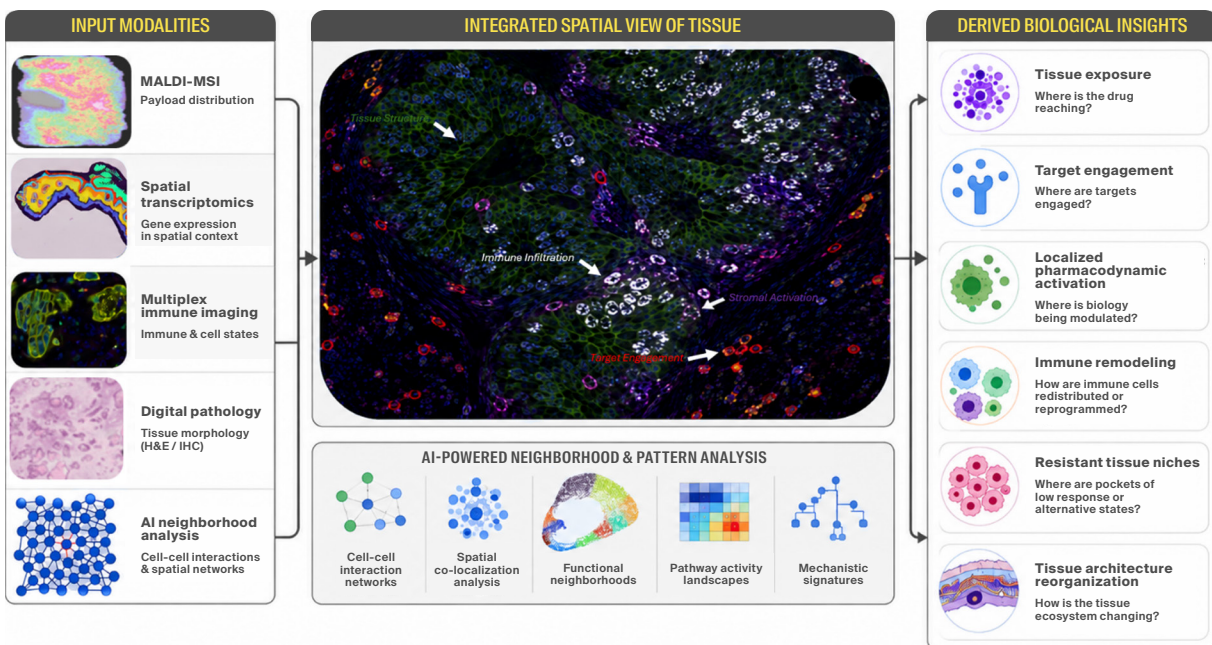 INPUT MODALITIES
MALDI-MSI
Payload distribution
Spatial
transcriptomics
Gene expression
in spatial context
Multiplex
immune imaging
Immune & cell states
Digital pathology
Tissue morphology
(H&E / IHC)
AI neighborhood
analysis
Cell-cell interactions
& spatial networks
INTEGRATED SPATIAL VIEW OF TISSUE
Tissue Structure
Immune Infiltration
Stromal Activation
Target Engagement
AI-POWERED NEIGHBORHOOD & PATTERN ANALYSIS
Cell-cell
interaction
networks
Spatial
co-localization
analysis
Functional
neighborhoods
Pathway activity
landscapes
Mechanistic
signatures
DERIVED BIOLOGICAL INSIGHTS
Tissue exposure
Where is the drug
reaching?
Target engagement
Where are targets
engaged?
Localized
pharmacodynamic
activation
Where is biology
being modulated?
Immune remodeling
How are immune cells
redistributed or
reprogrammed?
Resistant tissue niches
Where are pockets of
low response or
alternative states?
Tissue architecture
reorganization
How is the tissue
ecosystem changing?